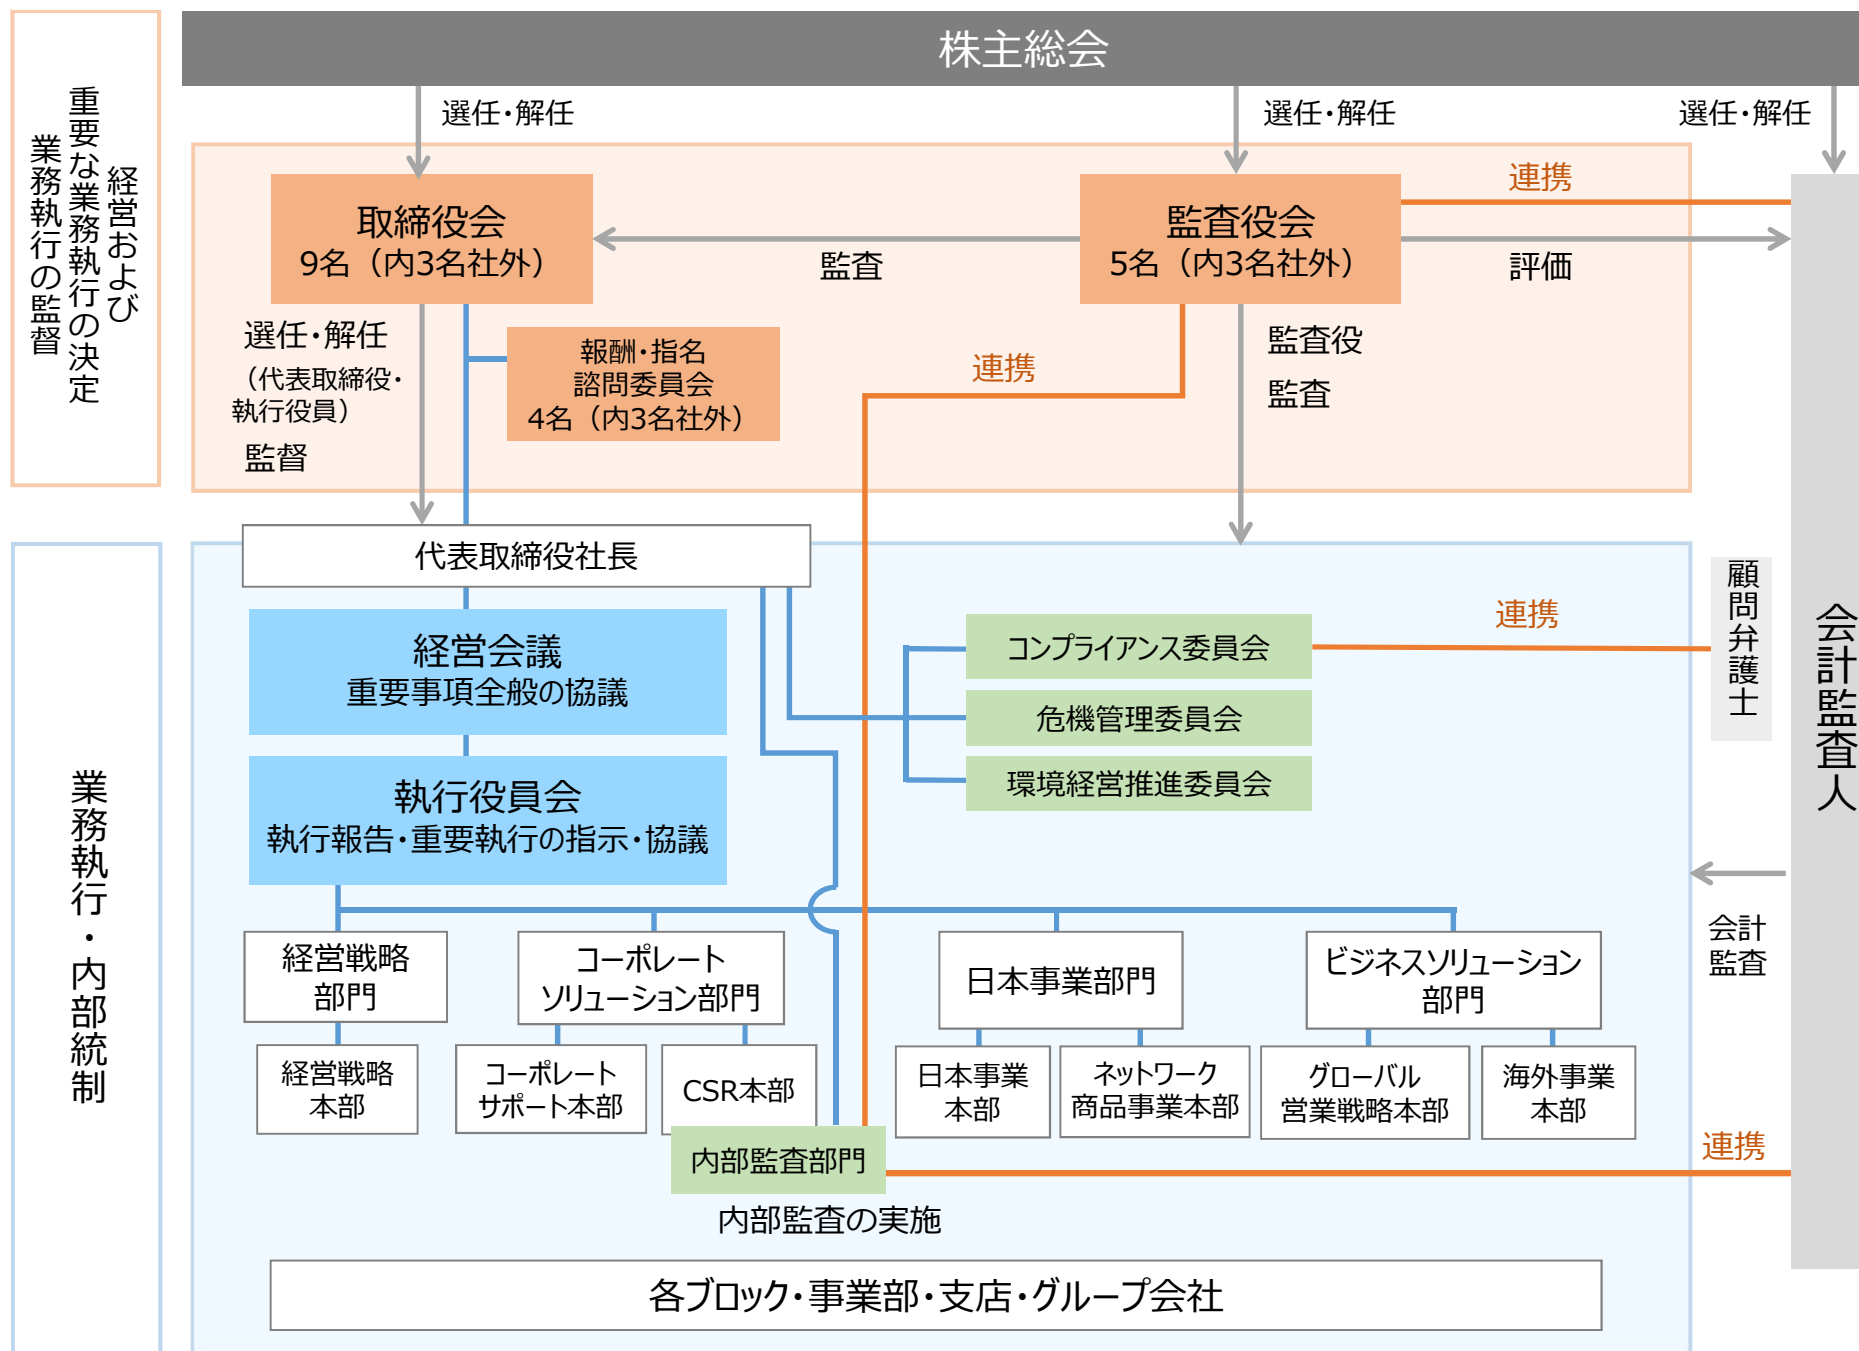 株主総会
選任・解任
選任・解任
選任・解任
経営および
重要な業務執行の決定
業務執行の監督
取締役会
9名（内3名社外）
監査
監査役会
5名（内3名社外）
連携
評価
選任・解任
（代表取締役・
執行役員）
監督
報酬・指名
諮問委員会
4名（内3名社外）
連携
監査役
監査
代表取締役社長
経営会議
重要事項全般の協議
執行役員会
執行報告・重要執行の指示・協議
コンプライアンス委員会
危機管理委員会
環境経営推進委員会
連携
顧問弁護士
会計監査人
会計
監査
業務執行・内部統制
経営戦略
部門
コーポレート
ソリューション部門
日本事業部門
ビジネスソリューション
部門
経営戦略
本部
コーポレート
サポート本部
CSR本部
日本事業
本部
ネットワーク
商品事業本部
グローバル
営業戦略本部
海外事業
本部
内部監査部門
連携
内部監査の実施
各ブロック・事業部・支店・グループ会社